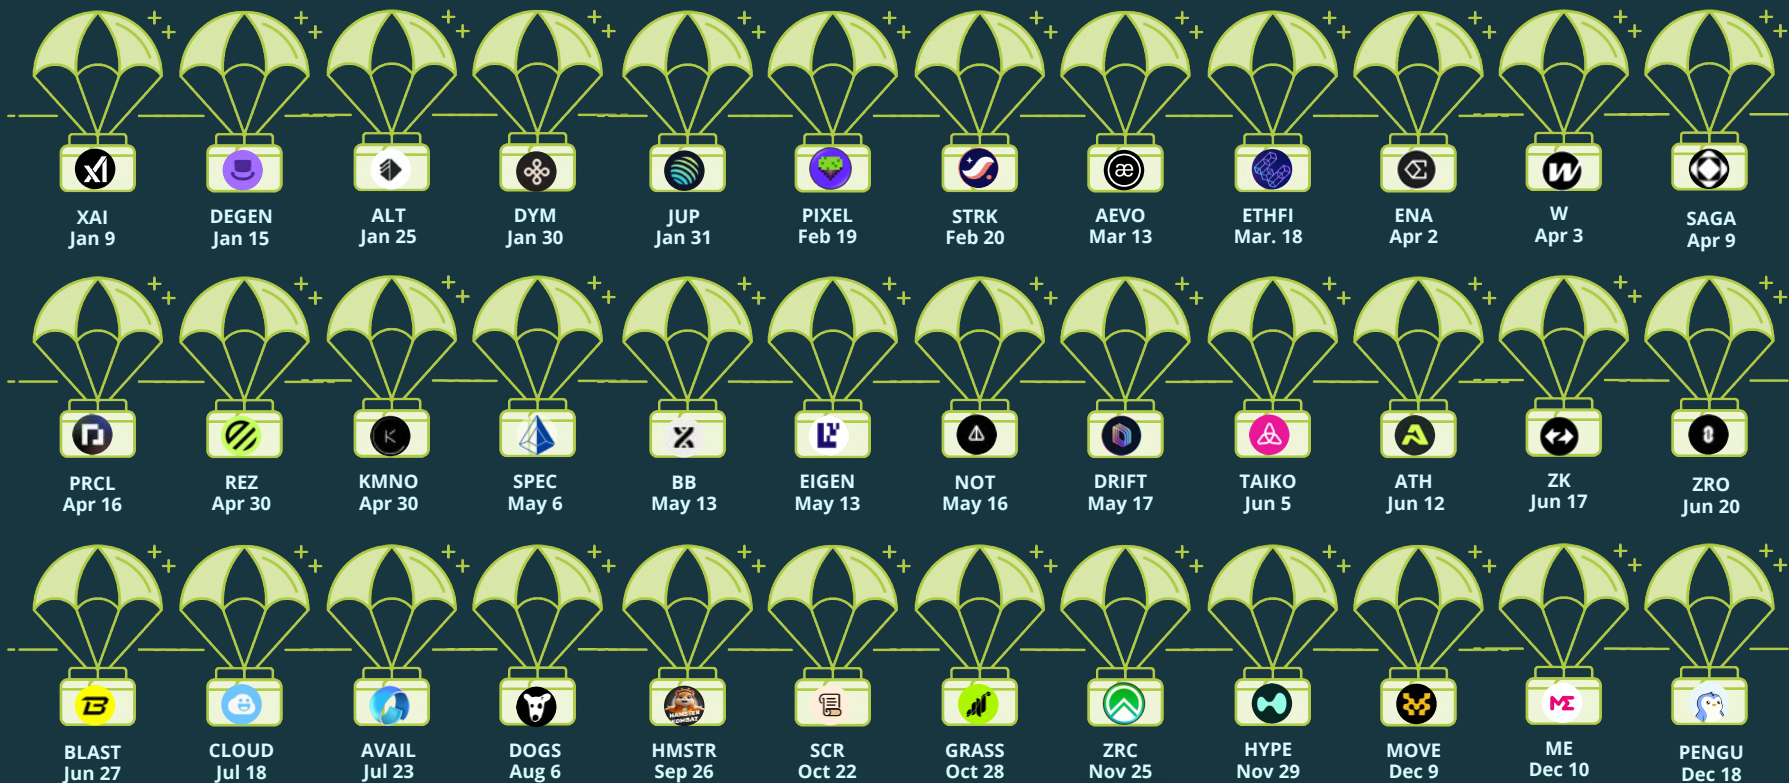 XAI
Jan 9
DEGEN
Jan 15
ALT
Jan 25
DYM
Jan 30
JUP
Jan 31
PIXEL
Feb 19
STRK
Feb 20
AEVO
Mar 13
ETHFI
Mar. 18
ENA
Apr 2
W
Apr 3
SAGA
Apr 9
PRCL
Apr 16
REZ
Apr 30
KMNO
Apr 30
SPEC
May 6
BB
May 13
EIGEN
May 13
NOT
May 16
DRIFT
May 17
TAIKO
Jun 5
ATH
Jun 12
ZK
Jun 17
ZRO
Jun 20
BLAST
Jun 27
CLOUD
Jul 18
AVAIL
Jul 23
DOGS
Aug 6
HAMSTER
KOMBAT
HMSTR
Sep 26
SCR
Oct 22
GRASS
Oct 28
ZRC
Nov 25
HYPE
Nov 29
MOVE
Dec 9
ME
ME
Dec 10
PENGU
Dec 18